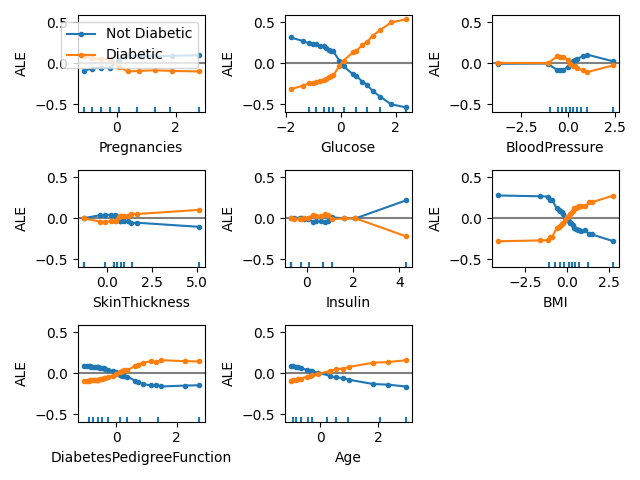 Not Diabetic
Diabetic
ALE
0.5
0.0
−0.5
0
2
Pregnancies
ALE
0.5
0.0
−0.5
−2
0
2
Glucose
ALE
0.5
0.0
−0.5
−2.5
0.0
2.5
BloodPressure
ALE
0.5
0.0
−0.5
0.0
2.5
5.0
SkinThickness
ALE
0.5
0.0
−0.5
0
2
4
Insulin
ALE
0.5
0.0
−0.5
−2.5
0.0
2.5
BMI
ALE
0.5
0.0
−0.5
0
2
DiabetesPedigreeFunction
ALE
0.5
0.0
−0.5
0
2
Age